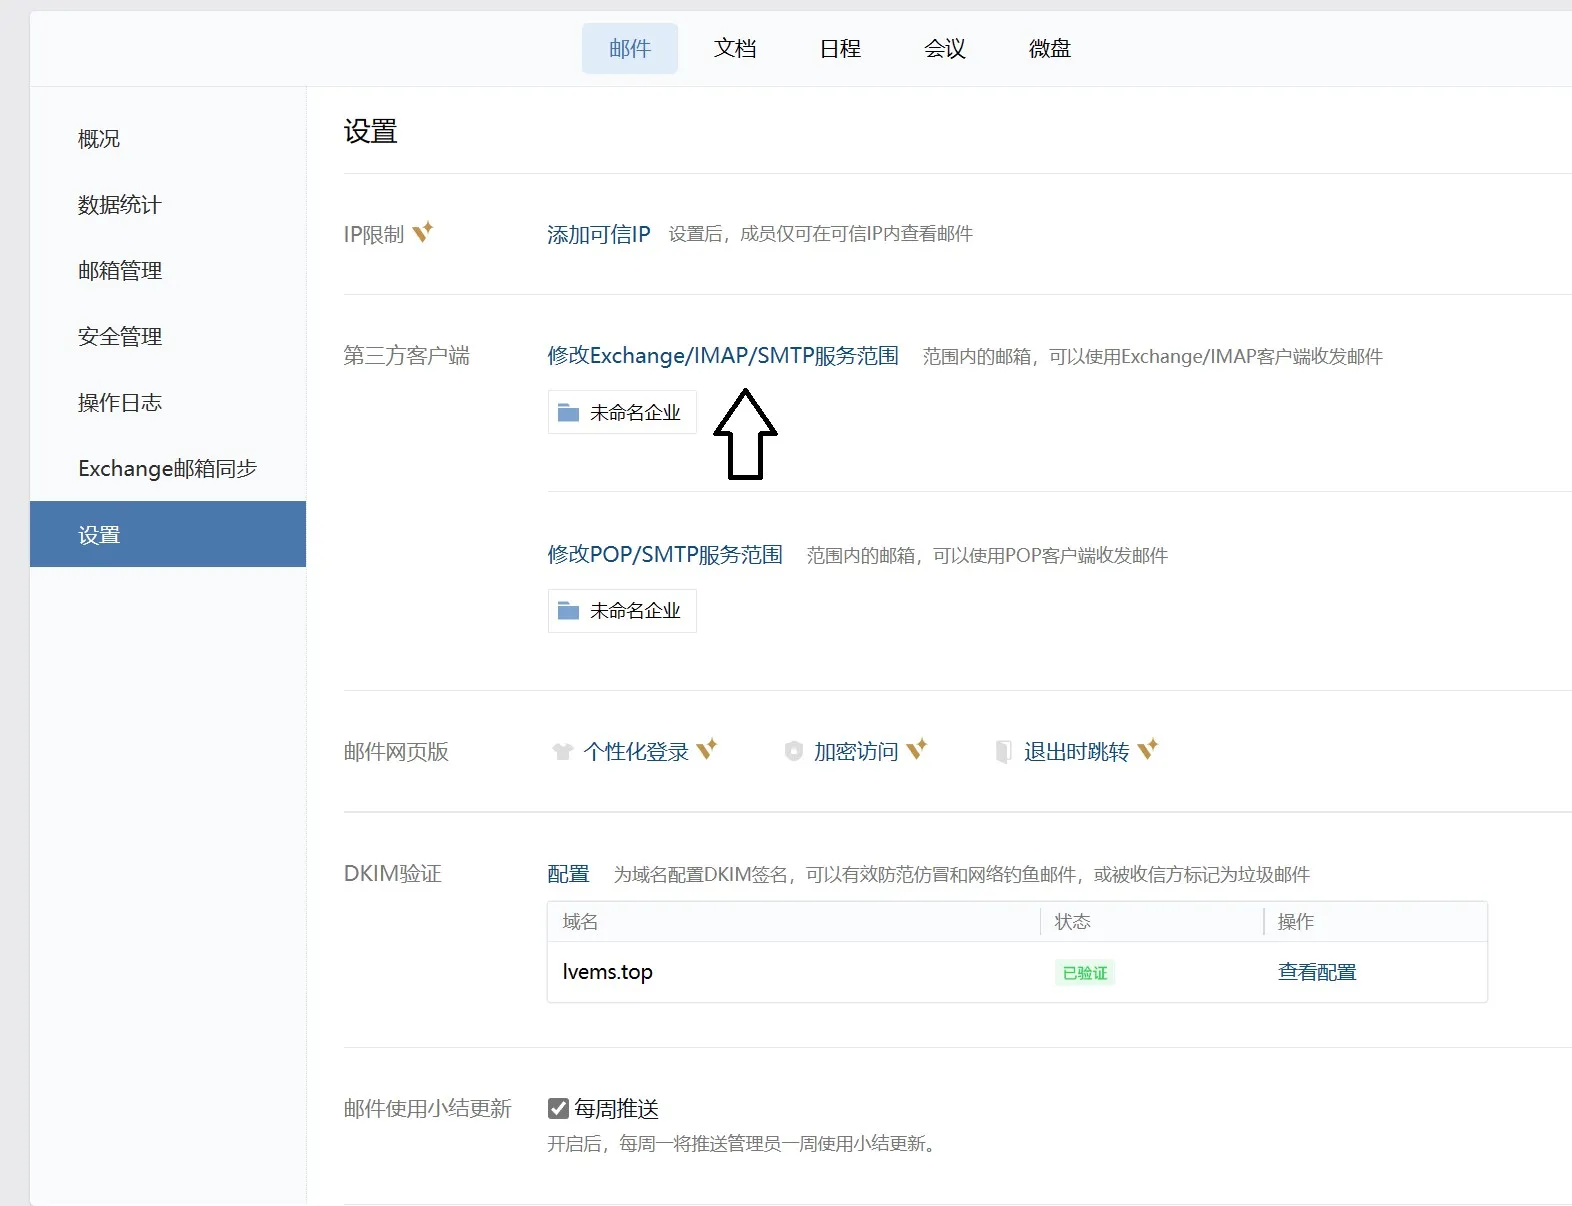 邮件 文档 日程 会议 微盘
概况
数据统计
邮箱管理
安全管理
操作日志
Exchange邮箱同步
设置
设置
IP限制 添加可信IP 设置后，成员仅可在可信IP内查看邮件
第三方客户端 修改Exchange/IMAP/SMTP服务范围 范围内的邮箱，可以使用Exchange/IMAP客户端收发邮件
未命名企业
修改POP/SMTP服务范围 范围内的邮箱，可以使用POP客户端收发邮件
未命名企业
邮件网页版 个性化登录 加密访问 退出时跳转
DKIM验证 配置 为域名配置DKIM签名，可以有效防范仿冒和网络钓鱼邮件，或被收信方标记为垃圾邮件
域名 状态 操作
lvems.top 已验证 查看配置
邮件使用小结更新 每周推送
开启后，每周一将推送管理员一周使用小结更新。